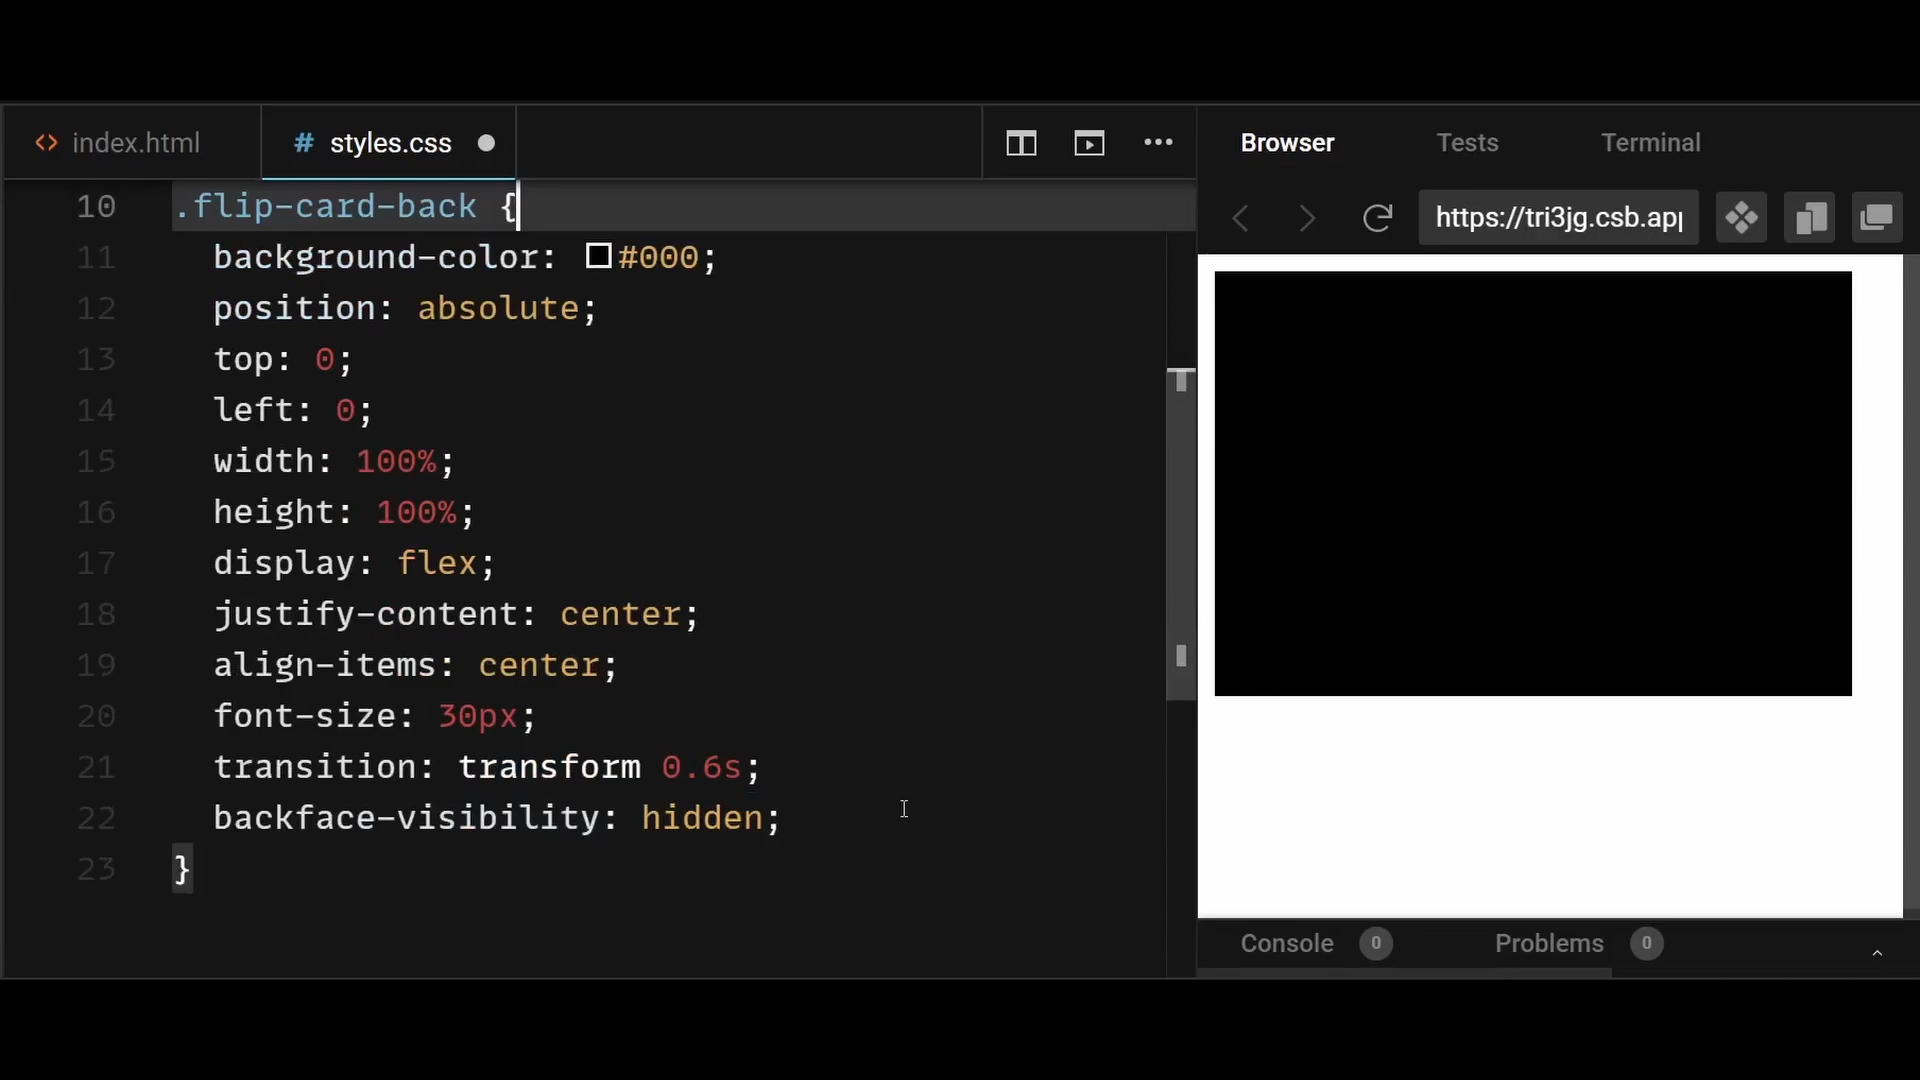 index.html
styles.css
Browser
Tests
Terminal
https://tri3jg.csb.app
10 .flip-card-back {
11 background-color: #000;
12 position: absolute;
13 top: 0;
14 left: 0;
15 width: 100%;
16 height: 100%;
17 display: flex;
18 justify-content: center;
19 align-items: center;
20 font-size: 30px;
21 transition: transform 0.6s;
22 backface-visibility: hidden;
23 }
Console 0
Problems 0